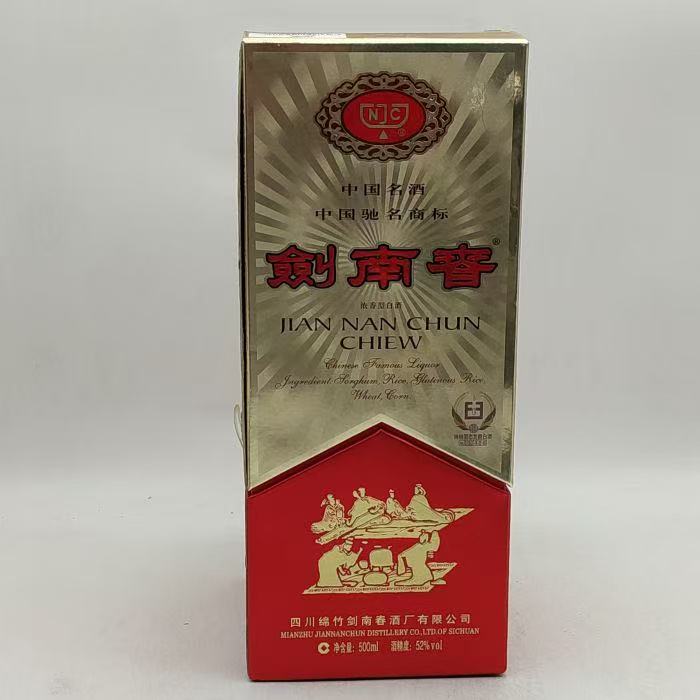 NJC
®
中国名酒
中国驰名商标
劍南春®
浓香型白酒
JIAN NAN CHUN
CHIEW
Chinese Famous Liquor
Ingredient: Sorghum, Rice, Glutenous Rice,
Wheat, Corn.
四川绵竹剑南春酒厂有限公司
MIANZHU JIANNANCHUN DISTILLERY CO.,LTD.OF SICHUAN
净含量: 500ml 酒精度: 52%vol